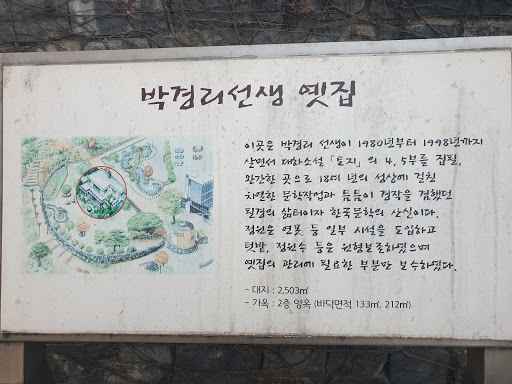 박경리선생 옛집
이곳은 박경리 선생이 1980년부터 1998년까지
살면서 대하소설 「토지」의 4, 5부를 집필,
완간한 곳으로 18여 년의 성상에 걸친
치열한 문학작업과 틈틈이 경작을 겸했던
필경의 삶터이자 한국문학의 산실이다.
정원은 연못 등 일부 시설을 도입하고
텃밭, 정원수 등은 원형보존하였으며
옛집의 관리에 필요한 부분만 보수하였다.
- 대지 : 2,503㎡
- 가옥 : 2층 양옥 (바닥면적 133㎡, 212㎡)